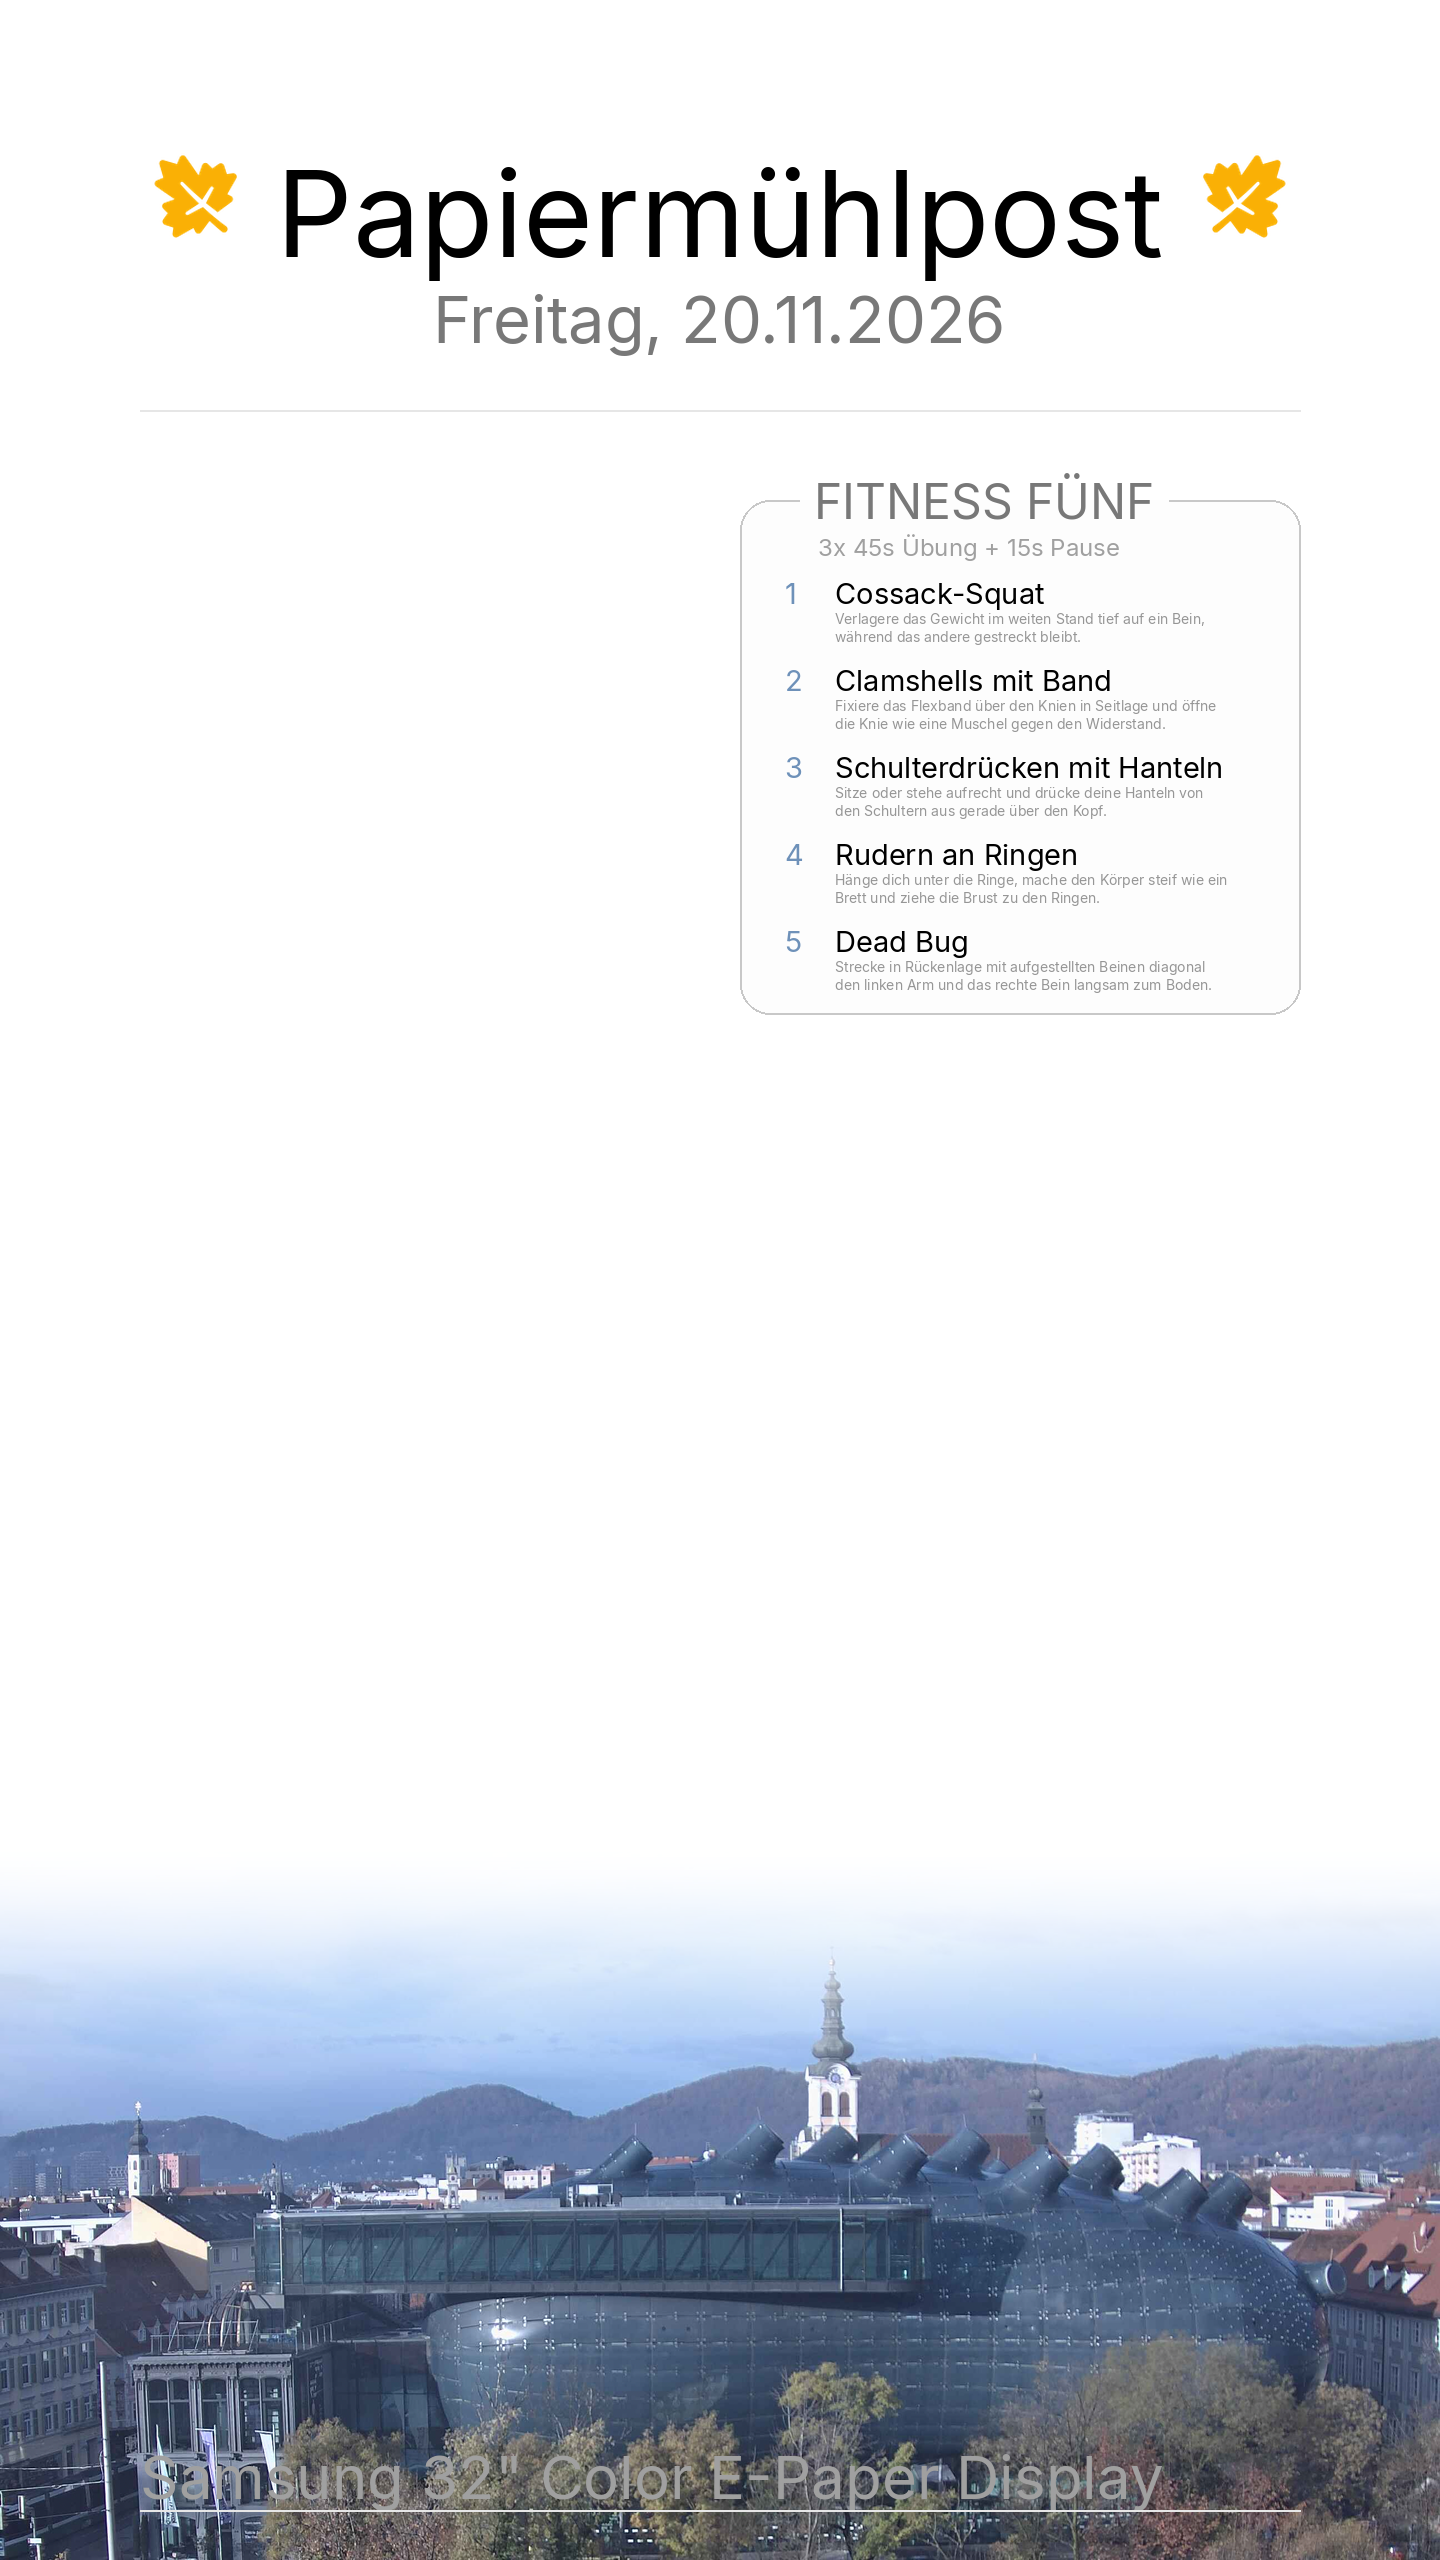 Papiermühlpost
Freitag, 20.11.2026
FITNESS FÜNF
3x 45s Übung + 15s Pause
1 Cossack-Squat
Verlagere das Gewicht im weiten Stand tief auf ein Bein,
während das andere gestreckt bleibt.
2 Clamshells mit Band
Fixiere das Flexband über den Knien in Seitlage und öffne
die Knie wie eine Muschel gegen den Widerstand.
3 Schulterdrücken mit Hanteln
Sitze oder stehe aufrecht und drücke deine Hanteln von
den Schultern aus gerade über den Kopf.
4 Rudern an Ringen
Hänge dich unter die Ringe, mache den Körper steif wie ein
Brett und ziehe die Brust zu den Ringen.
5 Dead Bug
Strecke in Rückenlage mit aufgestellten Beinen diagonal
den linken Arm und das rechte Bein langsam zum Boden.
Samsung 32" Color E-Paper Display